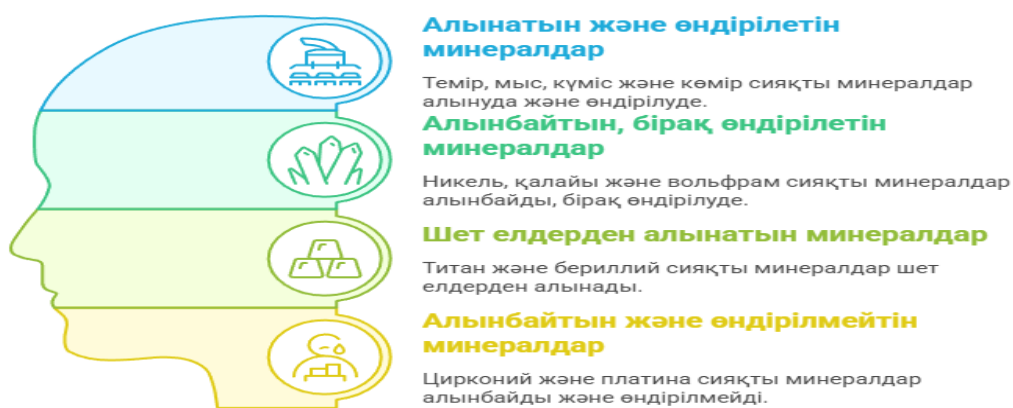 Алынатын және өндірілетін
минералдар
Темір, мыс, күміс және көмір сияқты минералдар
алынуда және өндірілуде.
Алынбайтын, бірақ өндірілетін
минералдар
Никель, қалайы және вольфрам сияқты минералдар
алынбайды, бірақ өндірілуде.
Шет елдерден алынатын минералдар
Титан және бериллий сияқты минералдар шет
елдерден алынады.
Алынбайтын және өндірілмейтін
минералдар
Цирконий және платина сияқты минералдар
алынбайды және өндірілмейді.